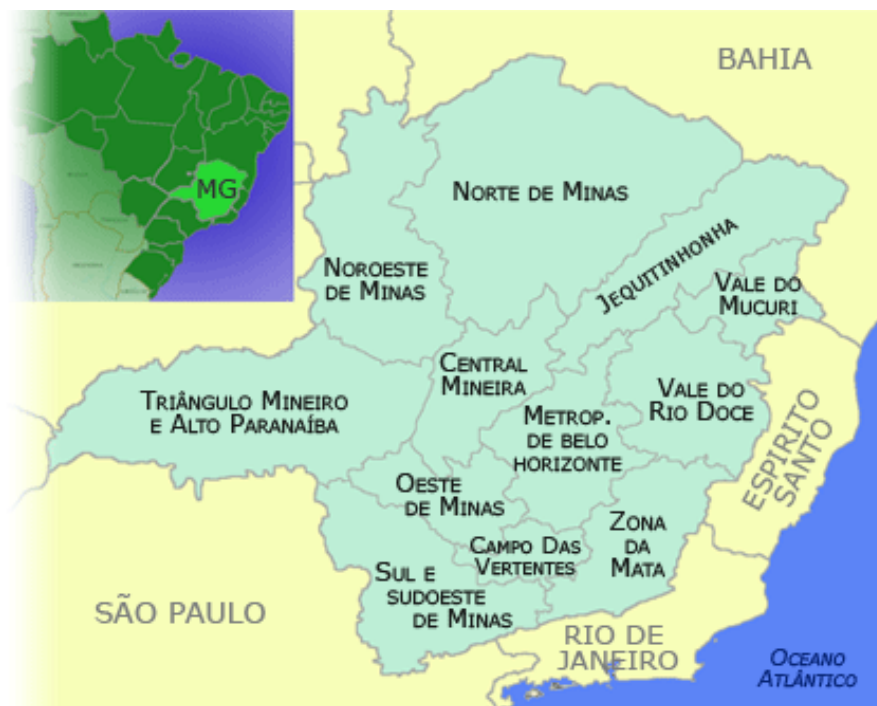 BAHIA
MG
NORTE DE MINAS
NOROESTE
DE MINAS
JEQUITINHONHA
VALE DO
MUCURI
CENTRAL
MINEIRA
TRIÂNGULO MINEIRO
E ALTO PARANAÍBA
VALE DO
RIO DOCE
METROP.
DE BELO
HORIZONTE
ESPIRITO
SANTO
OESTE
DE MINAS
ZONA
DA
MATA
CAMPO DAS
VERTENTES
SUL E
SUDOESTE
DE MINAS
SÃO PAULO
RIO DE
JANEIRO
OCEANO
ATLÂNTICO